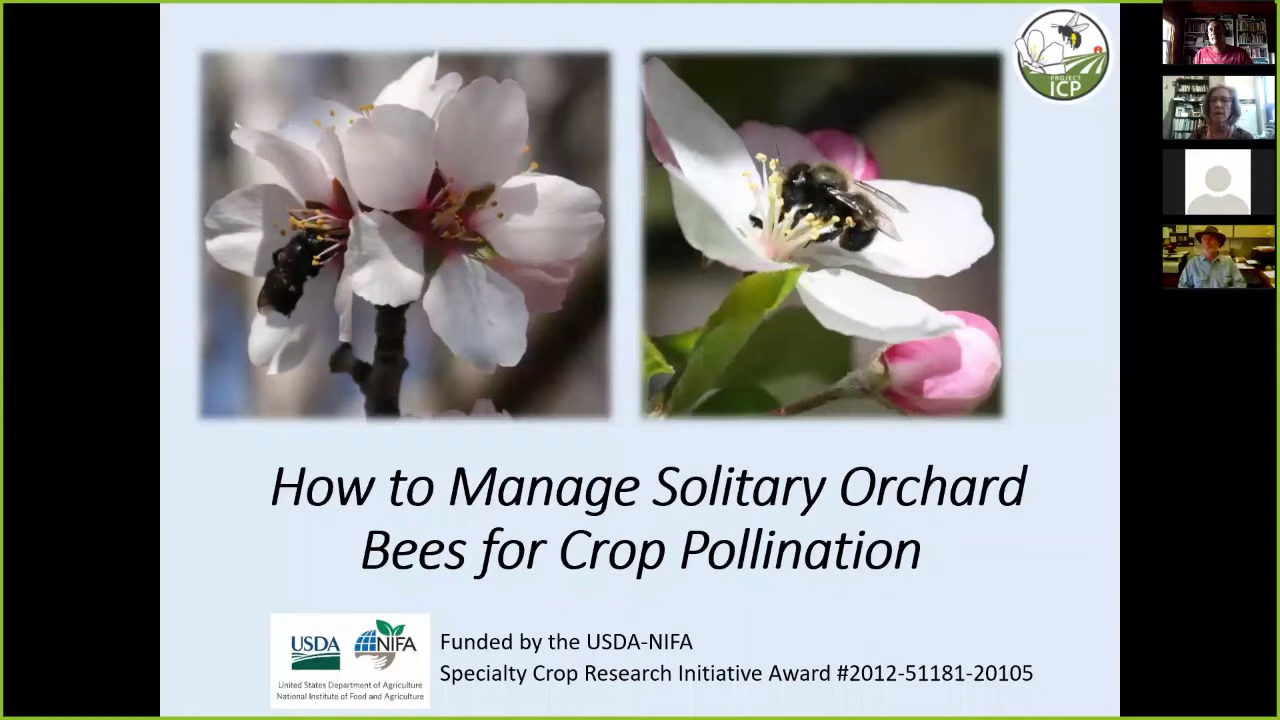 PROJECT
ICP
How to Manage Solitary Orchard
Bees for Crop Pollination
USDA
NIFA
United States Department of Agriculture
National Institute of Food and Agriculture
Funded by the USDA-NIFA
Specialty Crop Research Initiative Award #2012-51181-20105